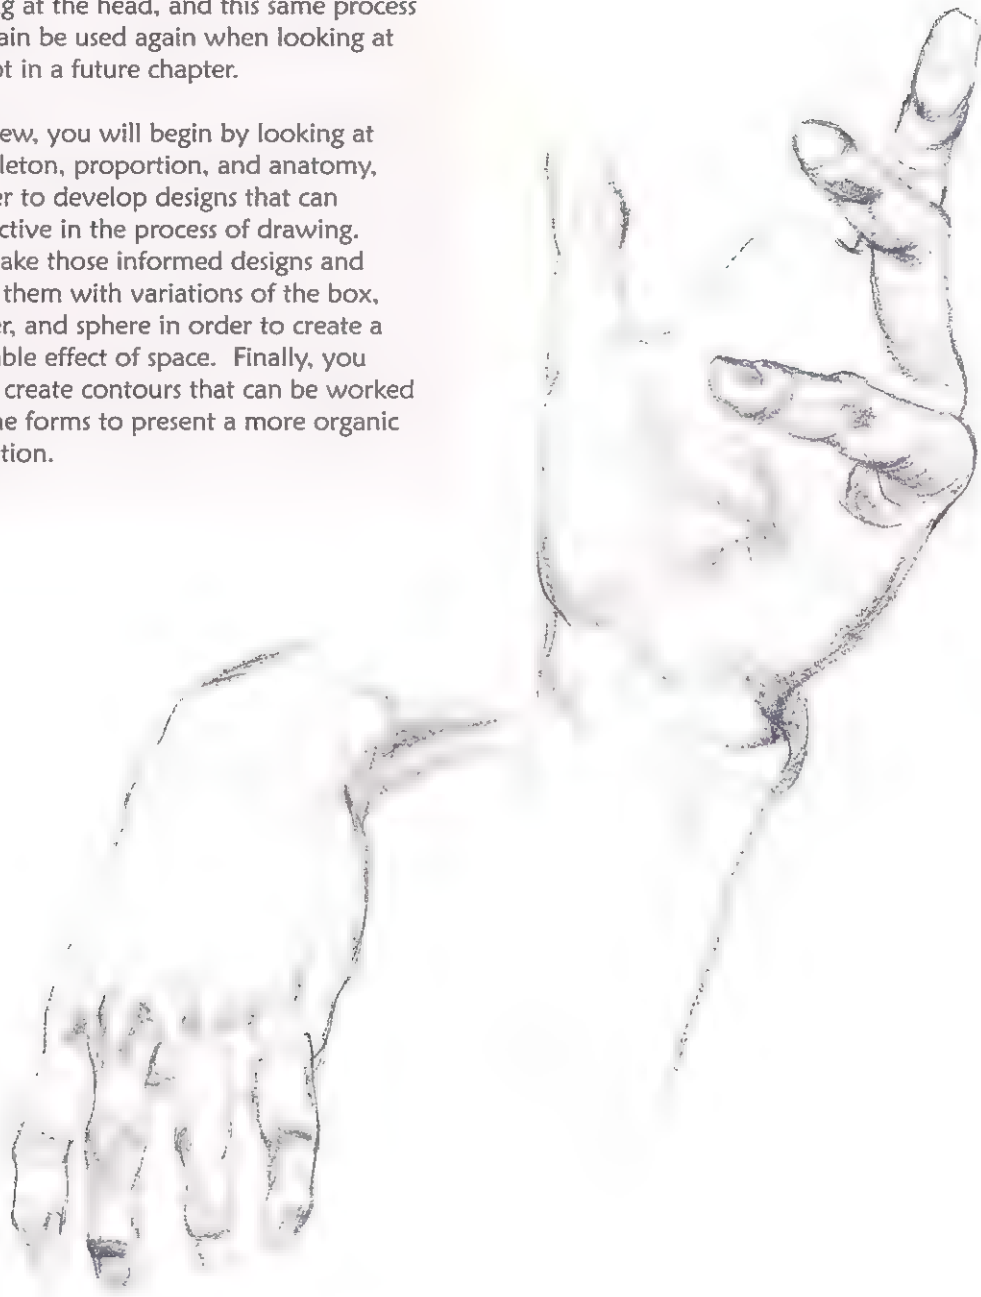 g at the head, and this same process
ain be used again when looking at
ot in a future chapter.
ew, you will begin by looking at
leton, proportion, and anatomy,
er to develop designs that can
ctive in the process of drawing.
ake those informed designs and
them with variations of the box,
er, and sphere in order to create a
ble effect of space. Finally, you
create contours that can be worked
ne forms to present a more organic
tion.